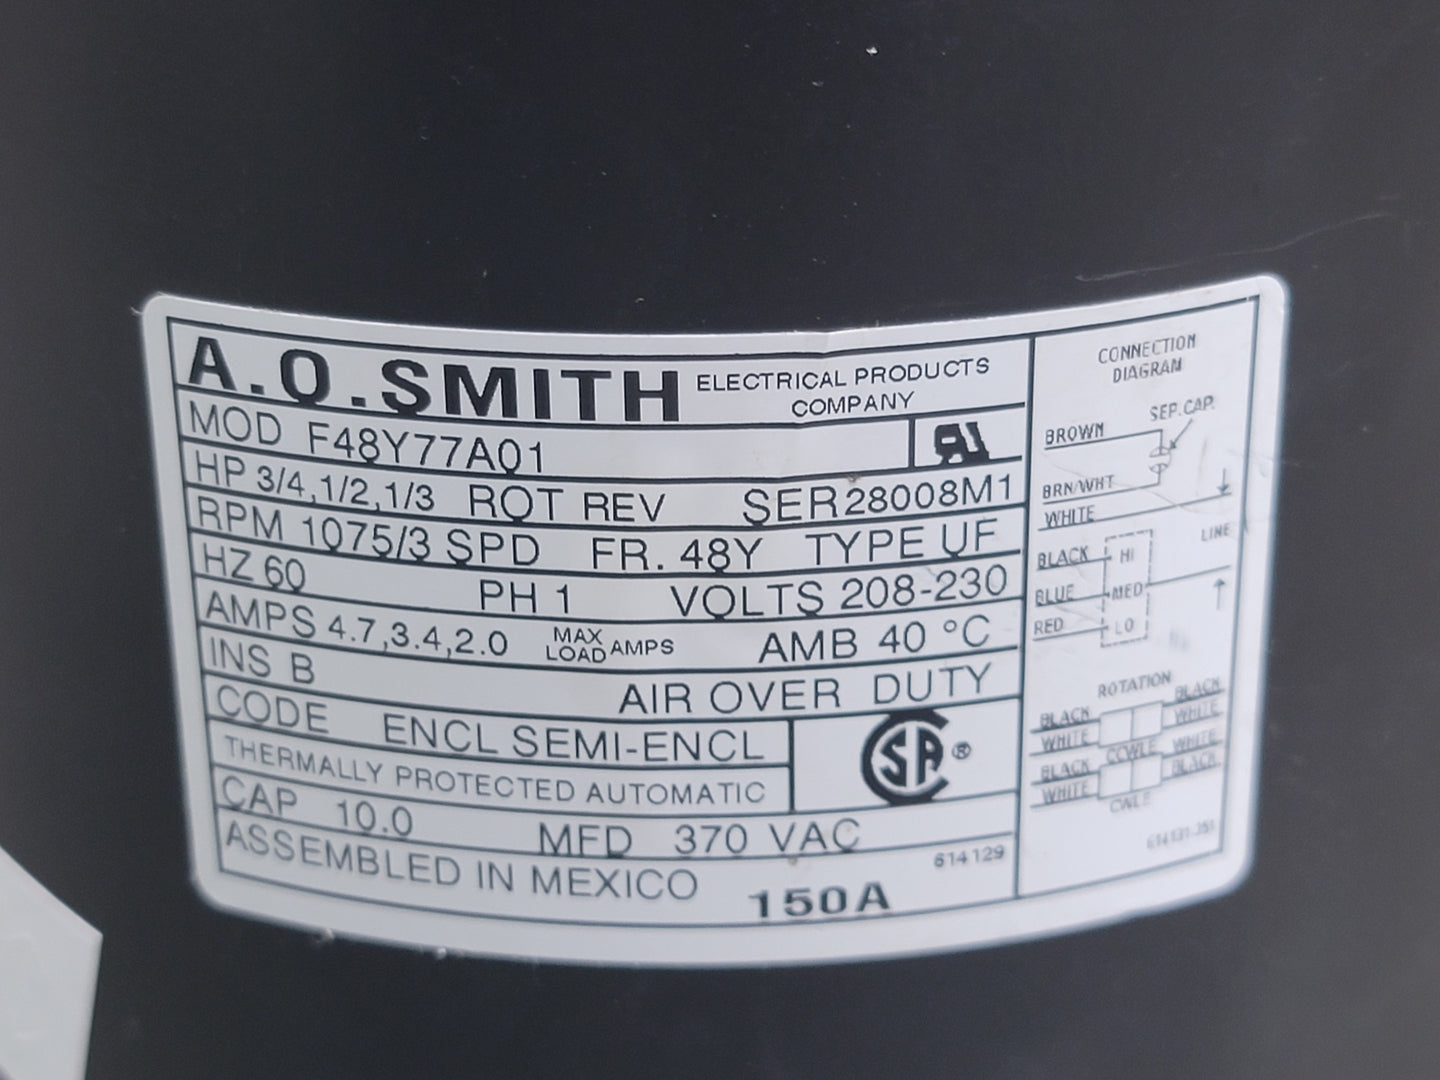 A.O.SMITH ELECTRICAL PRODUCTS COMPANY
MOD F48Y77A01
HP 3/4,1/2,1/3 ROT REV SER 28008M1
RPM 1075/3 SPD FR. 48Y TYPE UF
HZ 60 PH 1 VOLTS 208-230
AMPS 4.7,3.4,2.0 MAX LOAD AMPS AMB 40 °C
INS B AIR OVER DUTY
CODE ENCL SEMI-ENCL
SA ®
THERMALLY PROTECTED AUTOMATIC
CAP 10.0 MFD 370 VAC
614129
ASSEMBLED IN MEXICO 150A
CONNECTION
DIAGRAM
SEP.CAP.
BROWN
BRN/WHT
WHITE
LINE
BLACK HI
BLUE MED
RED LO
ROTATION
BLACK BLACK
WHITE WHITE
CCWLE
BLACK WHITE
WHITE BLACK
CWLE